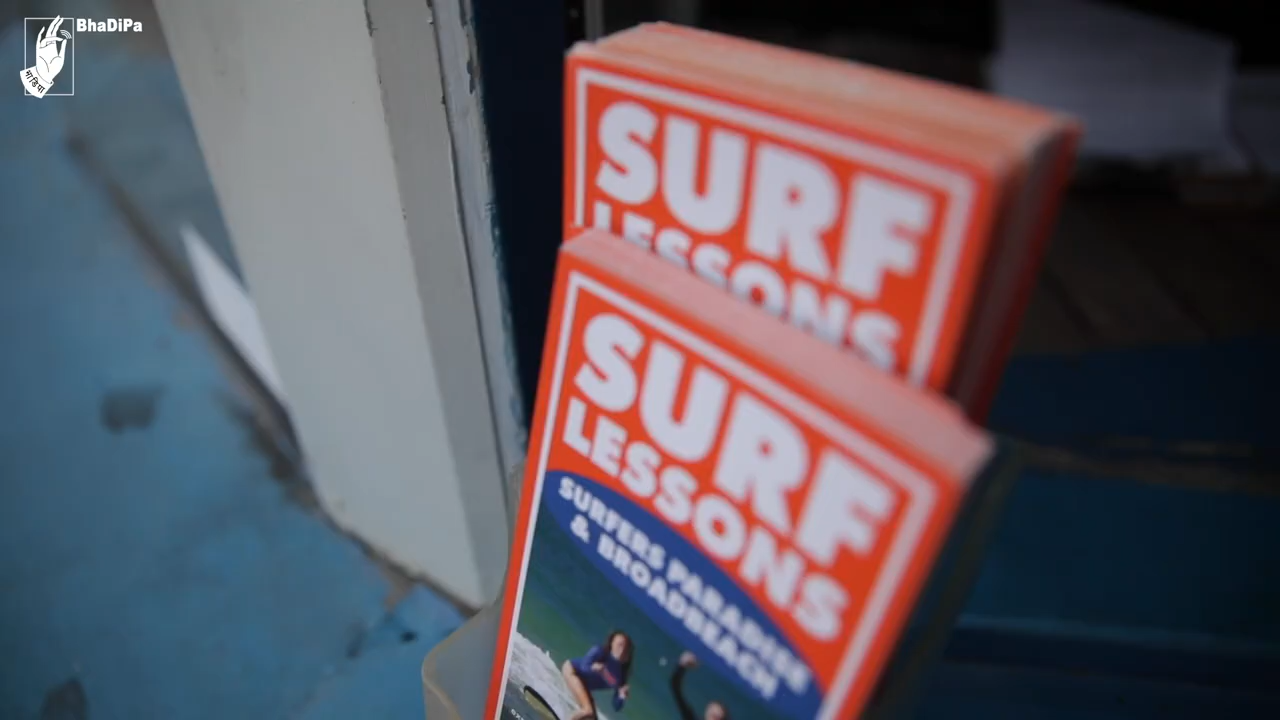 BhaDiPa
भाडिपा
SURF
LESSONS
SURF
LESSONS
SURFERS PARADISE
& BROADBEACH